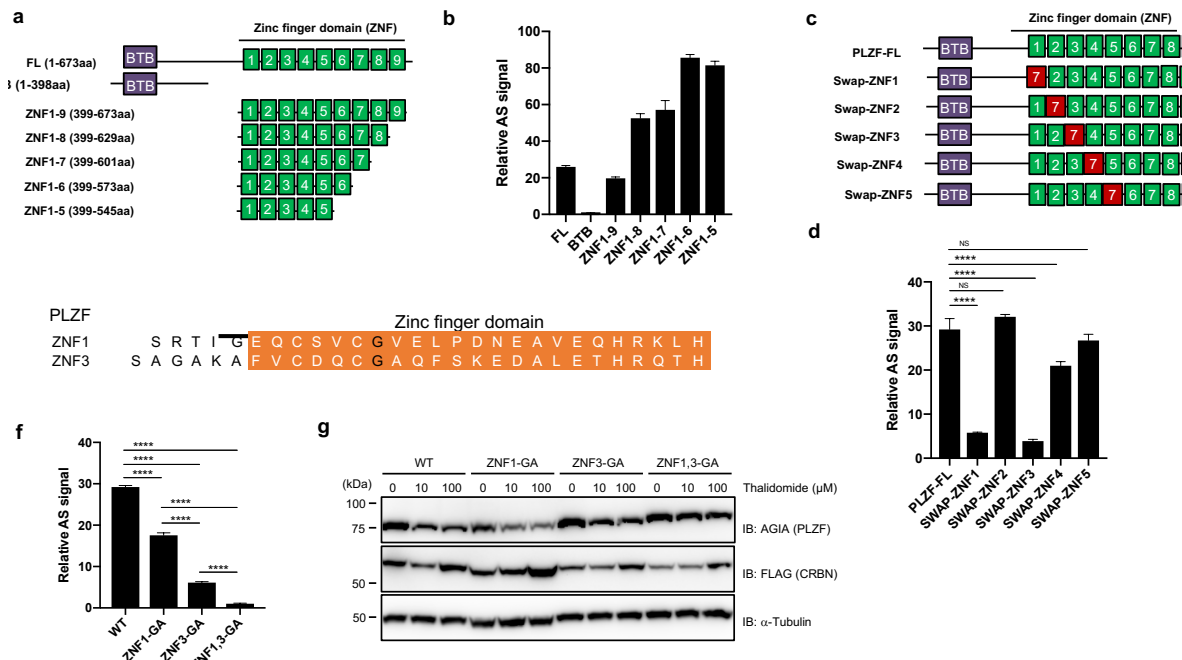 a
Zinc finger domain (ZNF)
FL (1-673aa)
BTB
1 2 3 4 5 6 7 8 9
(1-398aa)
BTB
ZNF1-9 (399-673aa)
1 2 3 4 5 6 7 8 9
ZNF1-8 (399-629aa)
1 2 3 4 5 6 7 8
ZNF1-7 (399-601aa)
1 2 3 4 5 6 7
ZNF1-6 (399-573aa)
1 2 3 4 5 6
ZNF1-5 (399-545aa)
1 2 3 4 5
b
Relative AS signal
100
80
60
40
20
0
FL
BTB
ZNF1-9
ZNF1-8
ZNF1-7
ZNF1-6
ZNF1-5
c
Zinc finger domain (ZNF)
PLZF-FL
BTB
1 2 3 4 5 6 7 8
Swap-ZNF1
BTB
7 2 3 4 5 6 7 8
Swap-ZNF2
BTB
1 7 3 4 5 6 7 8
Swap-ZNF3
BTB
1 2 7 4 5 6 7 8
Swap-ZNF4
BTB
1 2 3 7 5 6 7 8
Swap-ZNF5
BTB
1 2 3 4 7 6 7 8
d
NS
****
****
NS
****
Relative AS signal
40
30
20
10
0
PLZF-FL
SWAP-ZNF1
SWAP-ZNF2
SWAP-ZNF3
SWAP-ZNF4
SWAP-ZNF5
PLZF
Zinc finger domain
ZNF1 S R T I G E Q C S V C G V E L P D N E A V E Q H R K L H
ZNF3 S A G A K A F V C D Q C G A Q F S K E D A L E T H R Q T H
f
****
****
****
****
****
****
Relative AS signal
40
30
20
10
0
WT
ZNF1-GA
ZNF3-GA
ZNF1,3-GA
g
WT ZNF1-GA ZNF3-GA ZNF1,3-GA
(kDa) 0 10 100 0 10 100 0 10 100 0 10 100 Thalidomide (μM)
100
75
IB: AGIA (PLZF)
50
IB: FLAG (CRBN)
50
IB: α-Tubulin